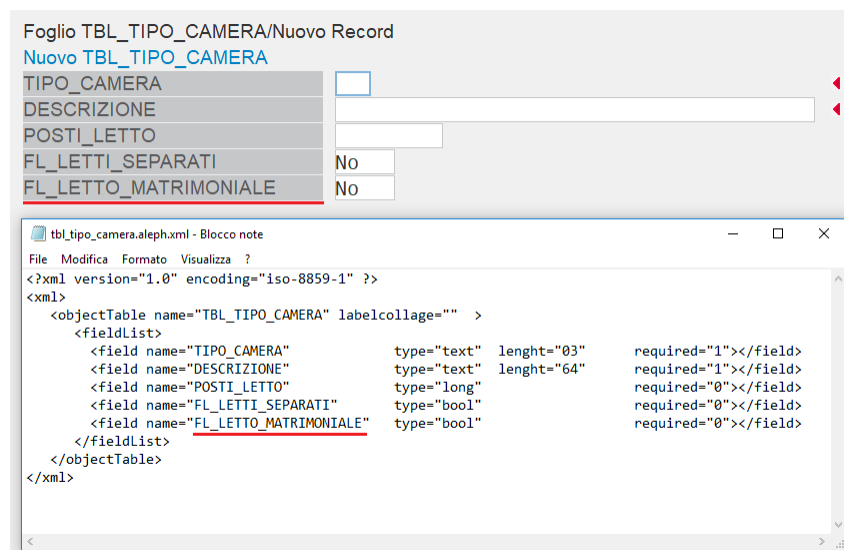 Foglio TBL_TIPO_CAMERA/Nuovo Record
Nuovo TBL_TIPO_CAMERA
TIPO_CAMERA
DESCRIZIONE
POSTI_LETTO
FL_LETTI_SEPARATI No
FL_LETTO_MATRIMONIALE No
tbl_tipo_camera.aleph.xml - Blocco note
File Modifica Formato Visualizza ?
<?xml version="1.0" encoding="iso-8859-1" ?>
<xml>
<objectTable name="TBL_TIPO_CAMERA" labelcollage="" >
<fieldList>
<field name="TIPO_CAMERA" type="text" lenght="03" required="1"></field>
<field name="DESCRIZIONE" type="text" lenght="64" required="1"></field>
<field name="POSTI_LETTO" type="long" required="0"></field>
<field name="FL_LETTI_SEPARATI" type="bool" required="0"></field>
<field name="FL_LETTO_MATRIMONIALE" type="bool" required="0"></field>
</fieldList>
</objectTable>
</xml>